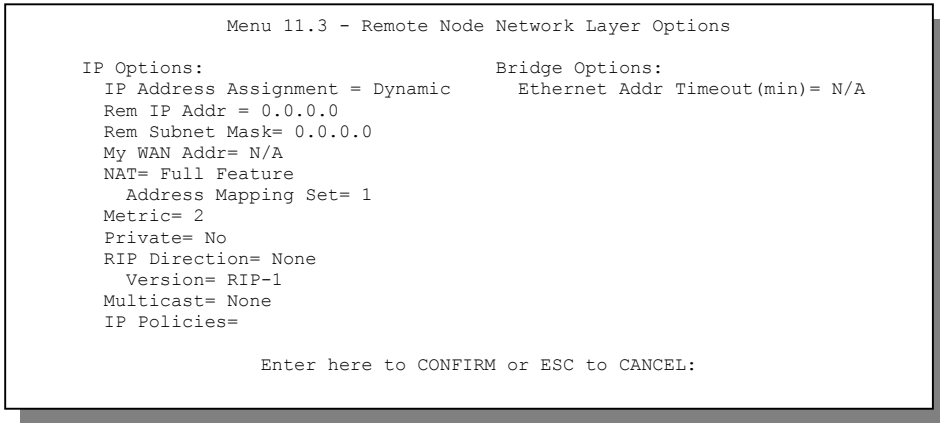 Menu 11.3 - Remote Node Network Layer Options
IP Options: Bridge Options:
IP Address Assignment = Dynamic Ethernet Addr Timeout(min)= N/A
Rem IP Addr = 0.0.0.0
Rem Subnet Mask= 0.0.0.0
My WAN Addr= N/A
NAT= Full Feature
Address Mapping Set= 1
Metric= 2
Private= No
RIP Direction= None
Version= RIP-1
Multicast= None
IP Policies=
Enter here to CONFIRM or ESC to CANCEL: